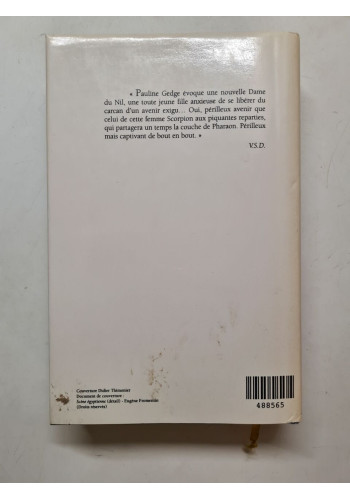 « Pauline Gedge évoque une nouvelle Dame
du Nil, une toute jeune fille anxieuse de se libérer du
carcan d'un avenir exigu... Oui, périlleux avenir que
celui de cette femme Scorpion aux piquantes reparties,
qui partagera un temps la couche de Pharaon. Périlleux
mais captivant de bout en bout. »
V.S.D.
Couverture Didier Thimonier
Document de couverture :
Scène égyptienne (détail) - Eugène Fromentin
(Droits réservés)
488565